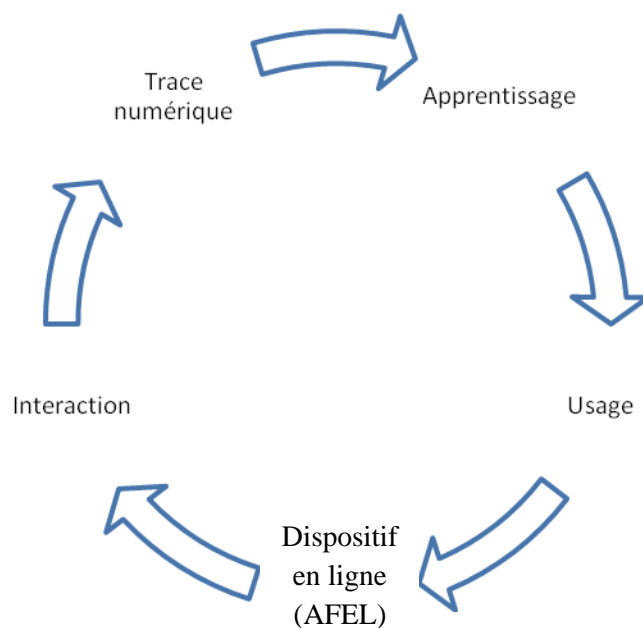 Trace
numérique
Apprentissage
Interaction
Usage
Dispositif
en ligne
(AFEL)